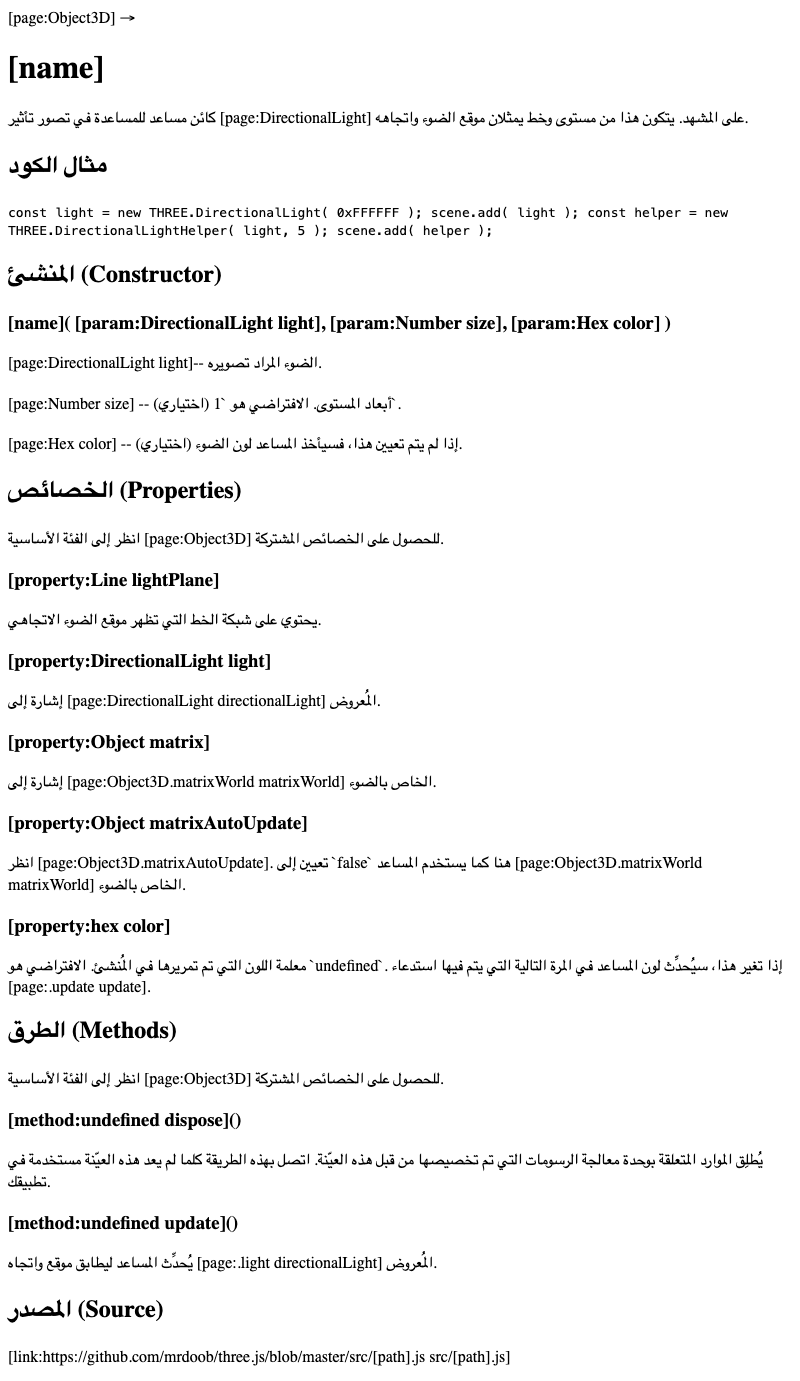 [page:Object3D] →
[name]
كائن مساعد للمساعدة في تصور تأثير [page:DirectionalLight] على المشهد. يتكون هذا من مستوى وخط يمثلان موقع الضوء واتجاهه.
مثال الكود
const light = new THREE.DirectionalLight( 0xFFFFFF ); scene.add( light ); const helper = new
THREE.DirectionalLightHelper( light, 5 ); scene.add( helper );
المنشئ (Constructor)
[name]( [param:DirectionalLight light], [param:Number size], [param:Hex color] )
[page:DirectionalLight light]-- الضوء المراد تصويره.
[page:Number size] -- (اختياري) أبعاد المستوى. الافتراضي هو `1`.
[page:Hex color] -- (اختياري) إذا لم يتم تعيين هذا، فسيأخذ المساعد لون الضوء.
الخصائص (Properties)
انظر إلى الفئة الأساسية [page:Object3D] للحصول على الخصائص المشتركة.
[property:Line lightPlane]
يحتوي على شبكة الخط التي تظهر موقع الضوء الاتجاهي.
[property:DirectionalLight light]
إشارة إلى [page:DirectionalLight directionalLight] المُعروض.
[property:Object matrix]
إشارة إلى [page:Object3D.matrixWorld matrixWorld] الخاص بالضوء.
[property:Object matrixAutoUpdate]
انظر [page:Object3D.matrixAutoUpdate]. تعيين إلى `false` هنا كما يستخدم المساعد [page:Object3D.matrixWorld
matrixWorld] الخاص بالضوء.
[property:hex color]
معلمة اللون التي تم تمريرها في المُنشئ. الافتراضي هو `undefined`. إذا تغير هذا، سيُحدِّث لون المساعد في المرة التالية التي يتم فيها استدعاء
[page:.update update].
الطرق (Methods)
انظر إلى الفئة الأساسية [page:Object3D] للحصول على الخصائص المشتركة.
[method:undefined dispose]()
يُطلِق الموارد المتعلقة بوحدة معالجة الرسومات التي تم تخصيصها من قبل هذه العيّنة. اتصل بهذه الطريقة كلما لم يعد هذه العيّنة مستخدمة في
تطبيقك.
[method:undefined update]()
يُحدِّث المساعد ليطابق موقع واتجاه [page:.light directionalLight] المُعروض.
المصدر (Source)
[link:https://github.com/mrdoob/three.js/blob/master/src/[path].js src/[path].js]